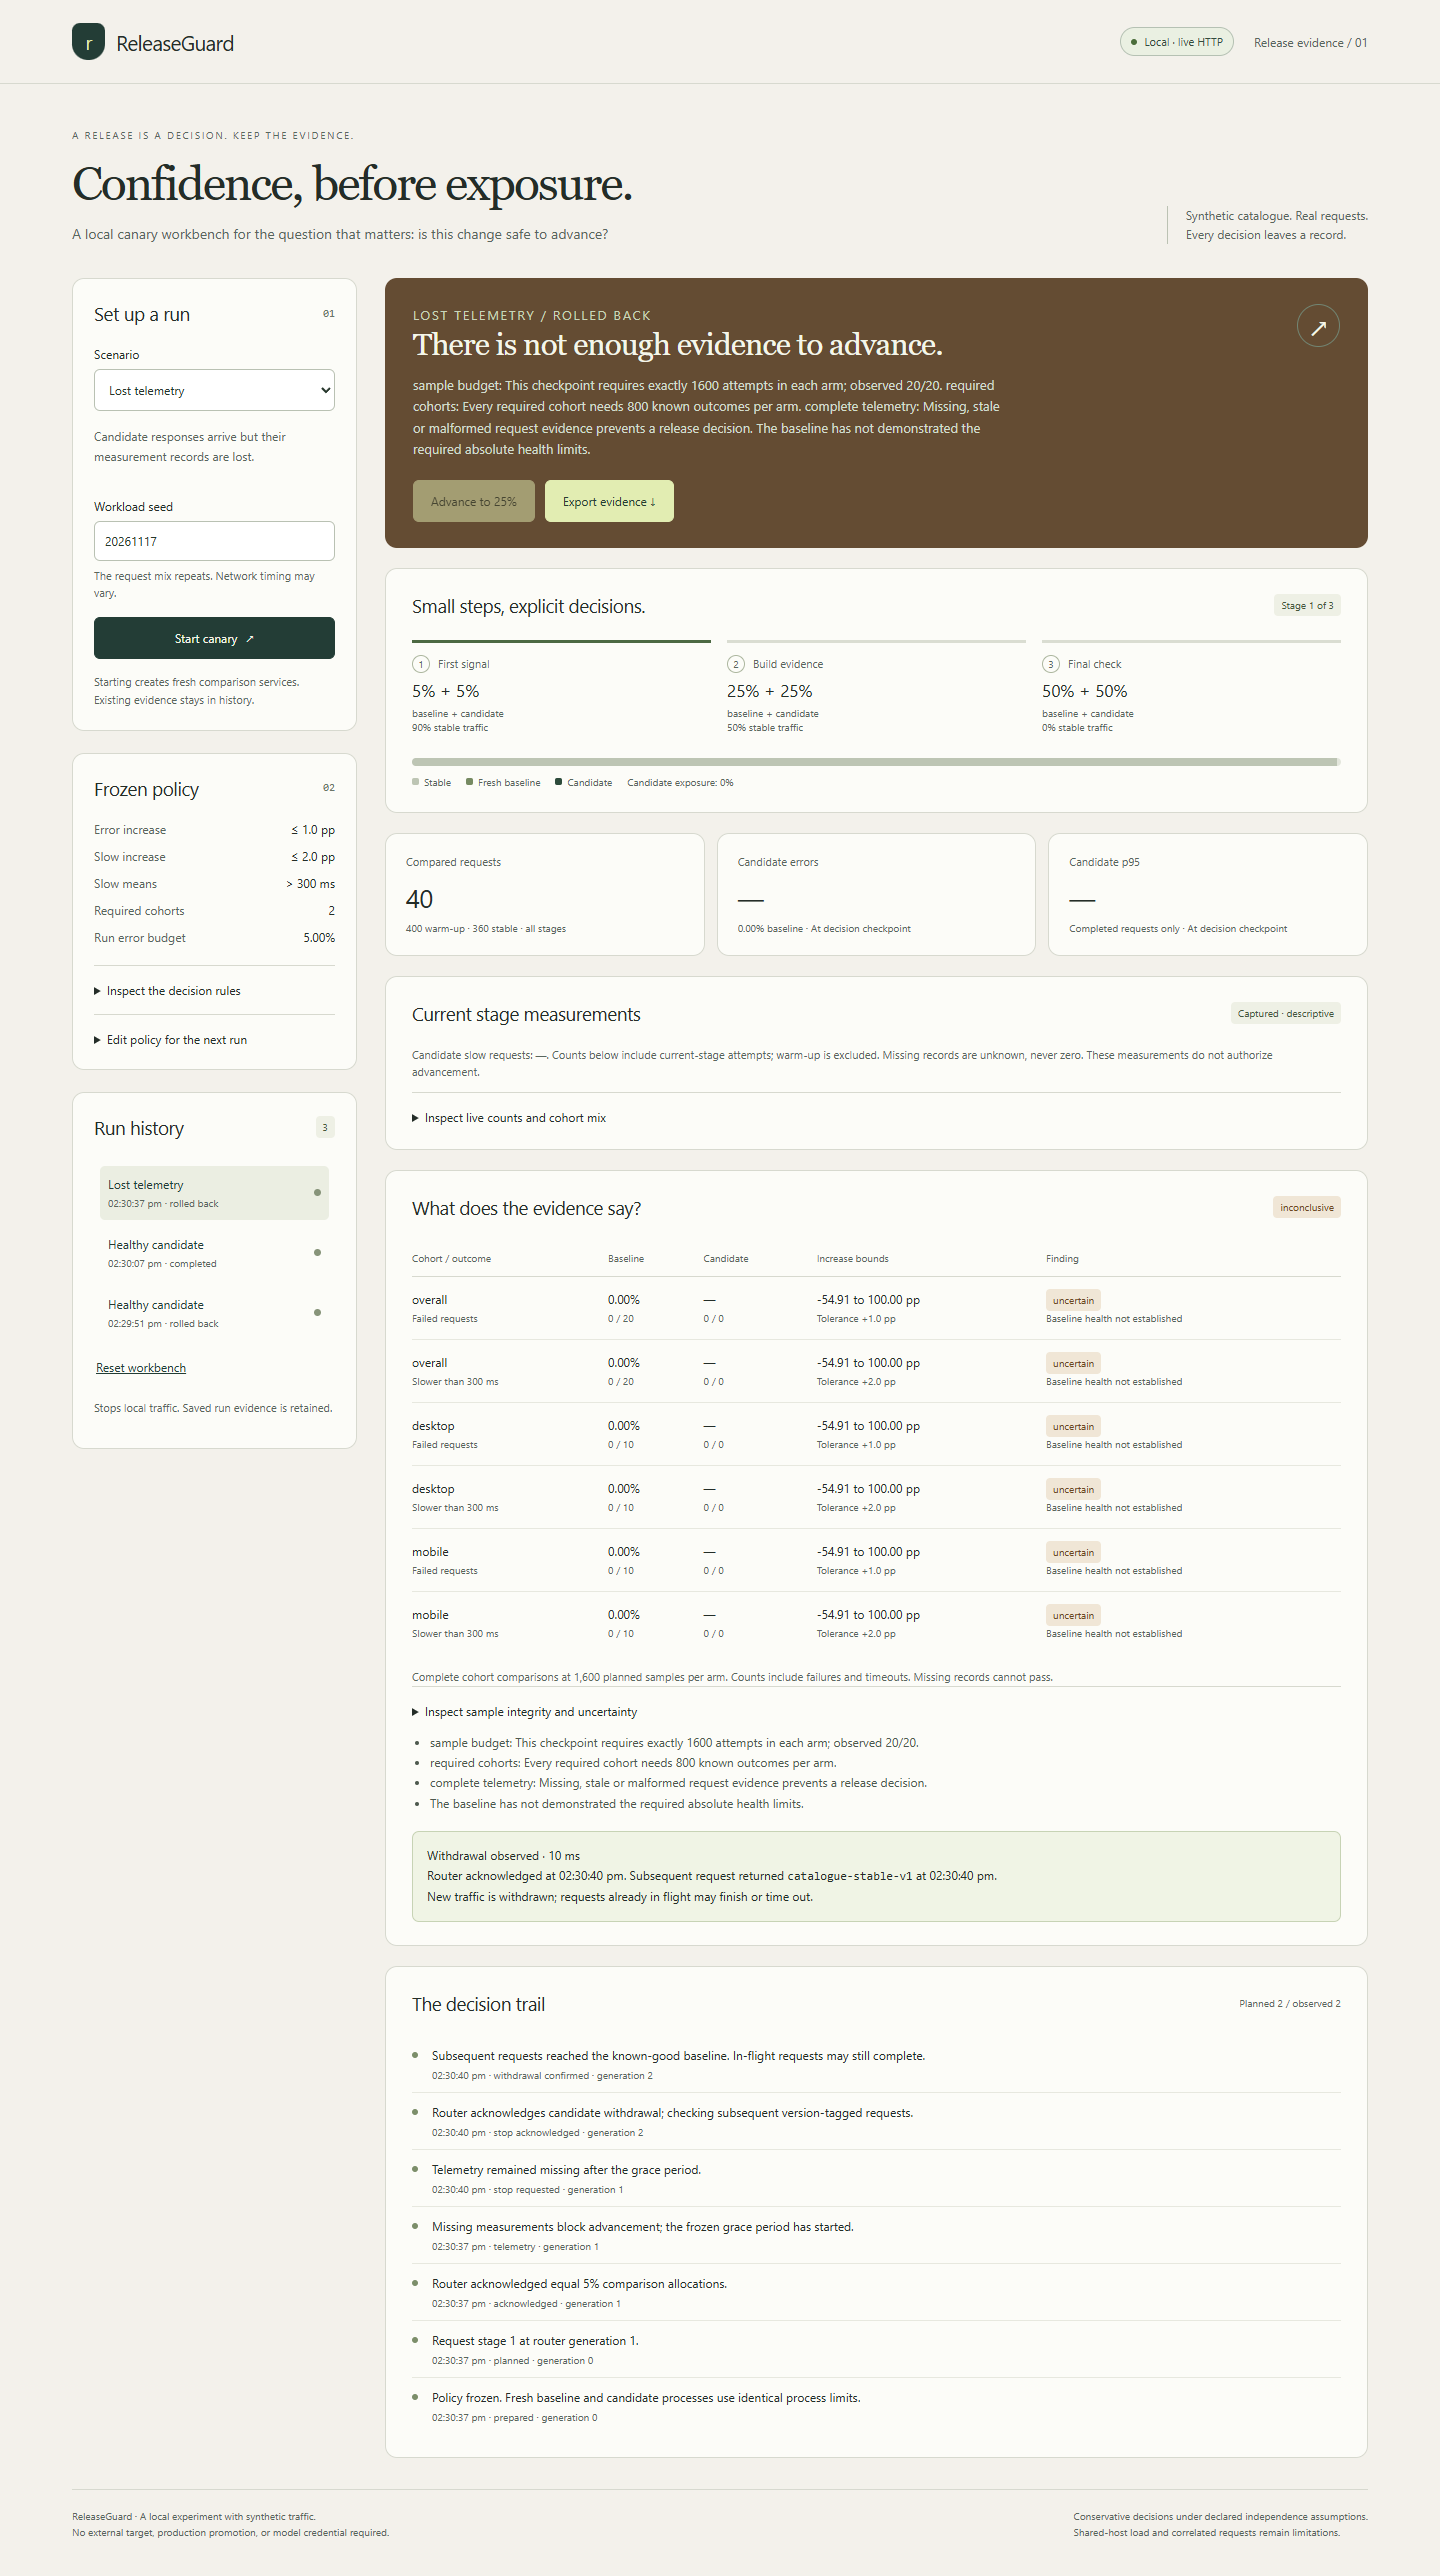 r ReleaseGuard
Local · live HTTP
Release evidence / 01
A RELEASE IS A DECISION. KEEP THE EVIDENCE.
Confidence, before exposure.
A local canary workbench for the question that matters: is this change safe to advance?
Synthetic catalogue. Real requests.
Every decision leaves a record.
Set up a run 01
Scenario
Lost telemetry
Candidate responses arrive but their
measurement records are lost.
Workload seed
20261117
The request mix repeats. Network timing may
vary.
Start canary ↗
Starting creates fresh comparison services.
Existing evidence stays in history.
Frozen policy 02
Error increase ≤ 1.0 pp
Slow increase ≤ 2.0 pp
Slow means > 300 ms
Required cohorts 2
Run error budget 5.00%
▶ Inspect the decision rules
▶ Edit policy for the next run
Run history 3
Lost telemetry
02:30:37 pm · rolled back
Healthy candidate
02:30:07 pm · completed
Healthy candidate
02:29:51 pm · rolled back
Reset workbench
Stops local traffic. Saved run evidence is retained.
LOST TELEMETRY / ROLLED BACK
There is not enough evidence to advance.
↗
sample budget: This checkpoint requires exactly 1600 attempts in each arm; observed 20/20. required
cohorts: Every required cohort needs 800 known outcomes per arm. complete telemetry: Missing, stale
or malformed request evidence prevents a release decision. The baseline has not demonstrated the
required absolute health limits.
Advance to 25% Export evidence ↓
Small steps, explicit decisions. Stage 1 of 3
1 First signal
5% + 5%
baseline + candidate
90% stable traffic
2 Build evidence
25% + 25%
baseline + candidate
50% stable traffic
3 Final check
50% + 50%
baseline + candidate
0% stable traffic
Stable Fresh baseline Candidate Candidate exposure: 0%
Compared requests
40
400 warm-up · 360 stable · all stages
Candidate errors
—
0.00% baseline · At decision checkpoint
Candidate p95
—
Completed requests only · At decision checkpoint
Current stage measurements Captured · descriptive
Candidate slow requests: —. Counts below include current-stage attempts; warm-up is excluded. Missing records are unknown, never zero. These measurements do not authorize
advancement.
▶ Inspect live counts and cohort mix
What does the evidence say? inconclusive
Cohort / outcome Baseline Candidate Increase bounds Finding
overall 0.00% — -54.91 to 100.00 pp uncertain
Failed requests 0 / 20 0 / 0 Tolerance +1.0 pp Baseline health not established
overall 0.00% — -54.91 to 100.00 pp uncertain
Slower than 300 ms 0 / 20 0 / 0 Tolerance +2.0 pp Baseline health not established
desktop 0.00% — -54.91 to 100.00 pp uncertain
Failed requests 0 / 10 0 / 0 Tolerance +1.0 pp Baseline health not established
desktop 0.00% — -54.91 to 100.00 pp uncertain
Slower than 300 ms 0 / 10 0 / 0 Tolerance +2.0 pp Baseline health not established
mobile 0.00% — -54.91 to 100.00 pp uncertain
Failed requests 0 / 10 0 / 0 Tolerance +1.0 pp Baseline health not established
mobile 0.00% — -54.91 to 100.00 pp uncertain
Slower than 300 ms 0 / 10 0 / 0 Tolerance +2.0 pp Baseline health not established
Complete cohort comparisons at 1,600 planned samples per arm. Counts include failures and timeouts. Missing records cannot pass.
▶ Inspect sample integrity and uncertainty
• sample budget: This checkpoint requires exactly 1600 attempts in each arm; observed 20/20.
• required cohorts: Every required cohort needs 800 known outcomes per arm.
• complete telemetry: Missing, stale or malformed request evidence prevents a release decision.
• The baseline has not demonstrated the required absolute health limits.
Withdrawal observed · 10 ms
Router acknowledged at 02:30:40 pm. Subsequent request returned catalogue-stable-v1 at 02:30:40 pm.
New traffic is withdrawn; requests already in flight may finish or time out.
The decision trail Planned 2 / observed 2
Subsequent requests reached the known-good baseline. In-flight requests may still complete.
02:30:40 pm · withdrawal confirmed · generation 2
Router acknowledges candidate withdrawal; checking subsequent version-tagged requests.
02:30:40 pm · stop acknowledged · generation 2
Telemetry remained missing after the grace period.
02:30:40 pm · stop requested · generation 1
Missing measurements block advancement; the frozen grace period has started.
02:30:37 pm · telemetry · generation 1
Router acknowledged equal 5% comparison allocations.
02:30:37 pm · acknowledged · generation 1
Request stage 1 at router generation 1.
02:30:37 pm · planned · generation 0
Policy frozen. Fresh baseline and candidate processes use identical process limits.
02:30:37 pm · prepared · generation 0
ReleaseGuard · A local experiment with synthetic traffic.
No external target, production promotion, or model credential required.
Conservative decisions under declared independence assumptions.
Shared-host load and correlated requests remain limitations.